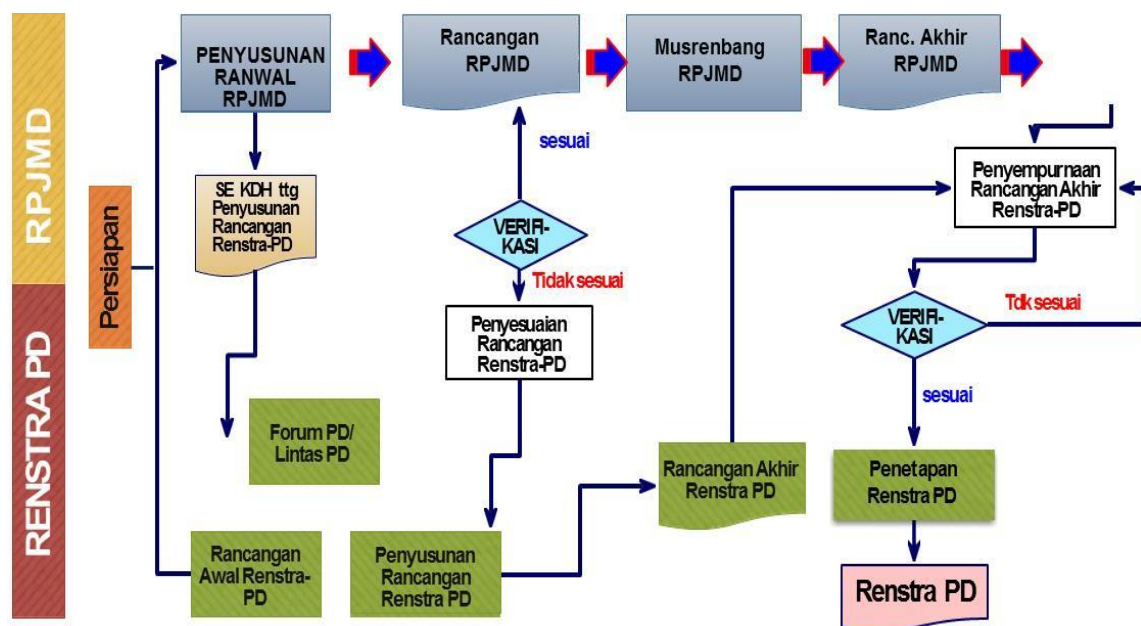 RPJMD
RENSTRA PD
Persiapan
PENYUSUNAN
RANWAL
RPJMD
Rancangan
RPJMD
Musrenbang
RPJMD
Ranc. Akhir
RPJMD
SE KDH ttg
Penyusunan
Rancangan
Renstra-PD
sesuai
VERIFI-
KASI
Tidak sesuai
Penyesuaian
Rancangan
Renstra-PD
Penyempurnaan
Rancangan Akhir
Renstra-PD
VERIFI-
KASI
Tdk sesuai
sesuai
Forum PD/
Lintas PD
Rancangan
Awal Renstra-
PD
Penyusunan
Rancangan
Renstra PD
Rancangan Akhir
Renstra PD
Penetapan
Renstra PD
Renstra PD